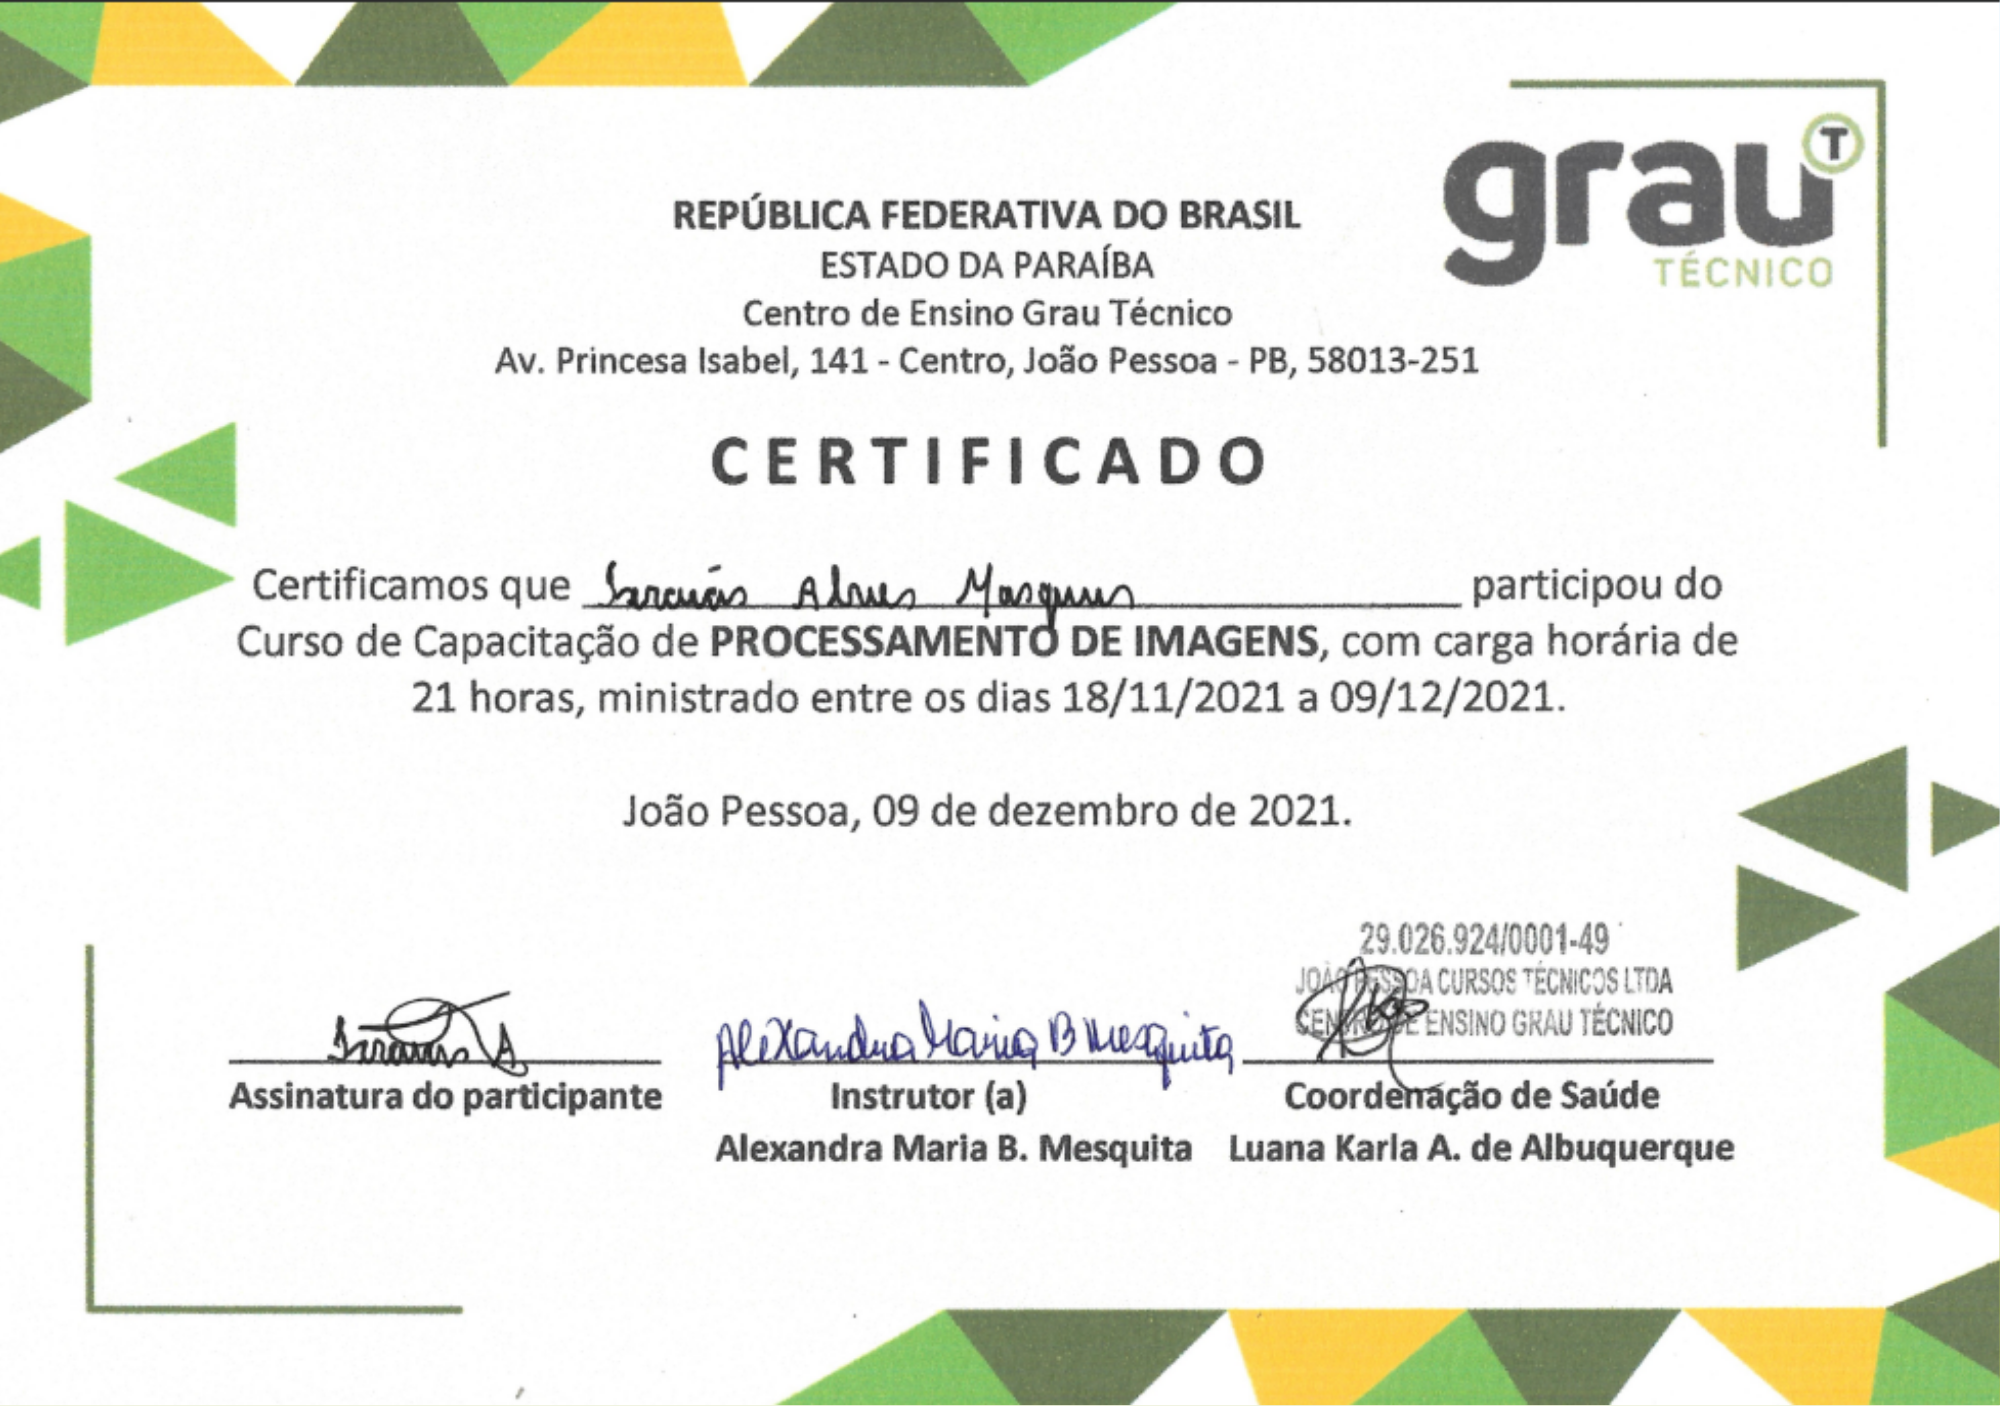 grau T
TÉCNICO
REPÚBLICA FEDERATIVA DO BRASIL
ESTADO DA PARAÍBA
Centro de Ensino Grau Técnico
Av. Princesa Isabel, 141 - Centro, João Pessoa - PB, 58013-251
CERTIFICADO
Certificamos que Alves participou do
Curso de Capacitação de PROCESSAMENTO DE IMAGENS, com carga horária de
21 horas, ministrado entre os dias 18/11/2021 a 09/12/2021.
João Pessoa, 09 de dezembro de 2021.
29.026.924/0001-49
JOÃO PESSOA CURSOS TÉCNICOS LTDA
CENTRO DE ENSINO GRAU TÉCNICO
Alexandra Maria B Mesquita
Assinatura do participante
Instrutor (a)
Coordenação de Saúde
Alexandra Maria B. Mesquita
Luana Karla A. de Albuquerque